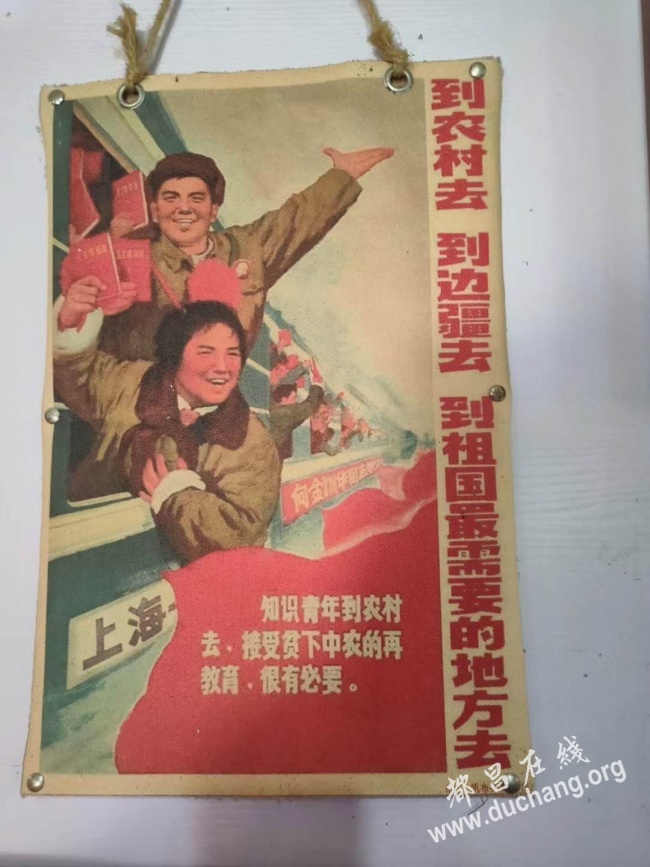 到农村去 到边疆去 到祖国最需要的地方去
上海
知识青年到农村
去，接受贫下中农的再
教育，很有必要。
都昌在线
www.duchang.org